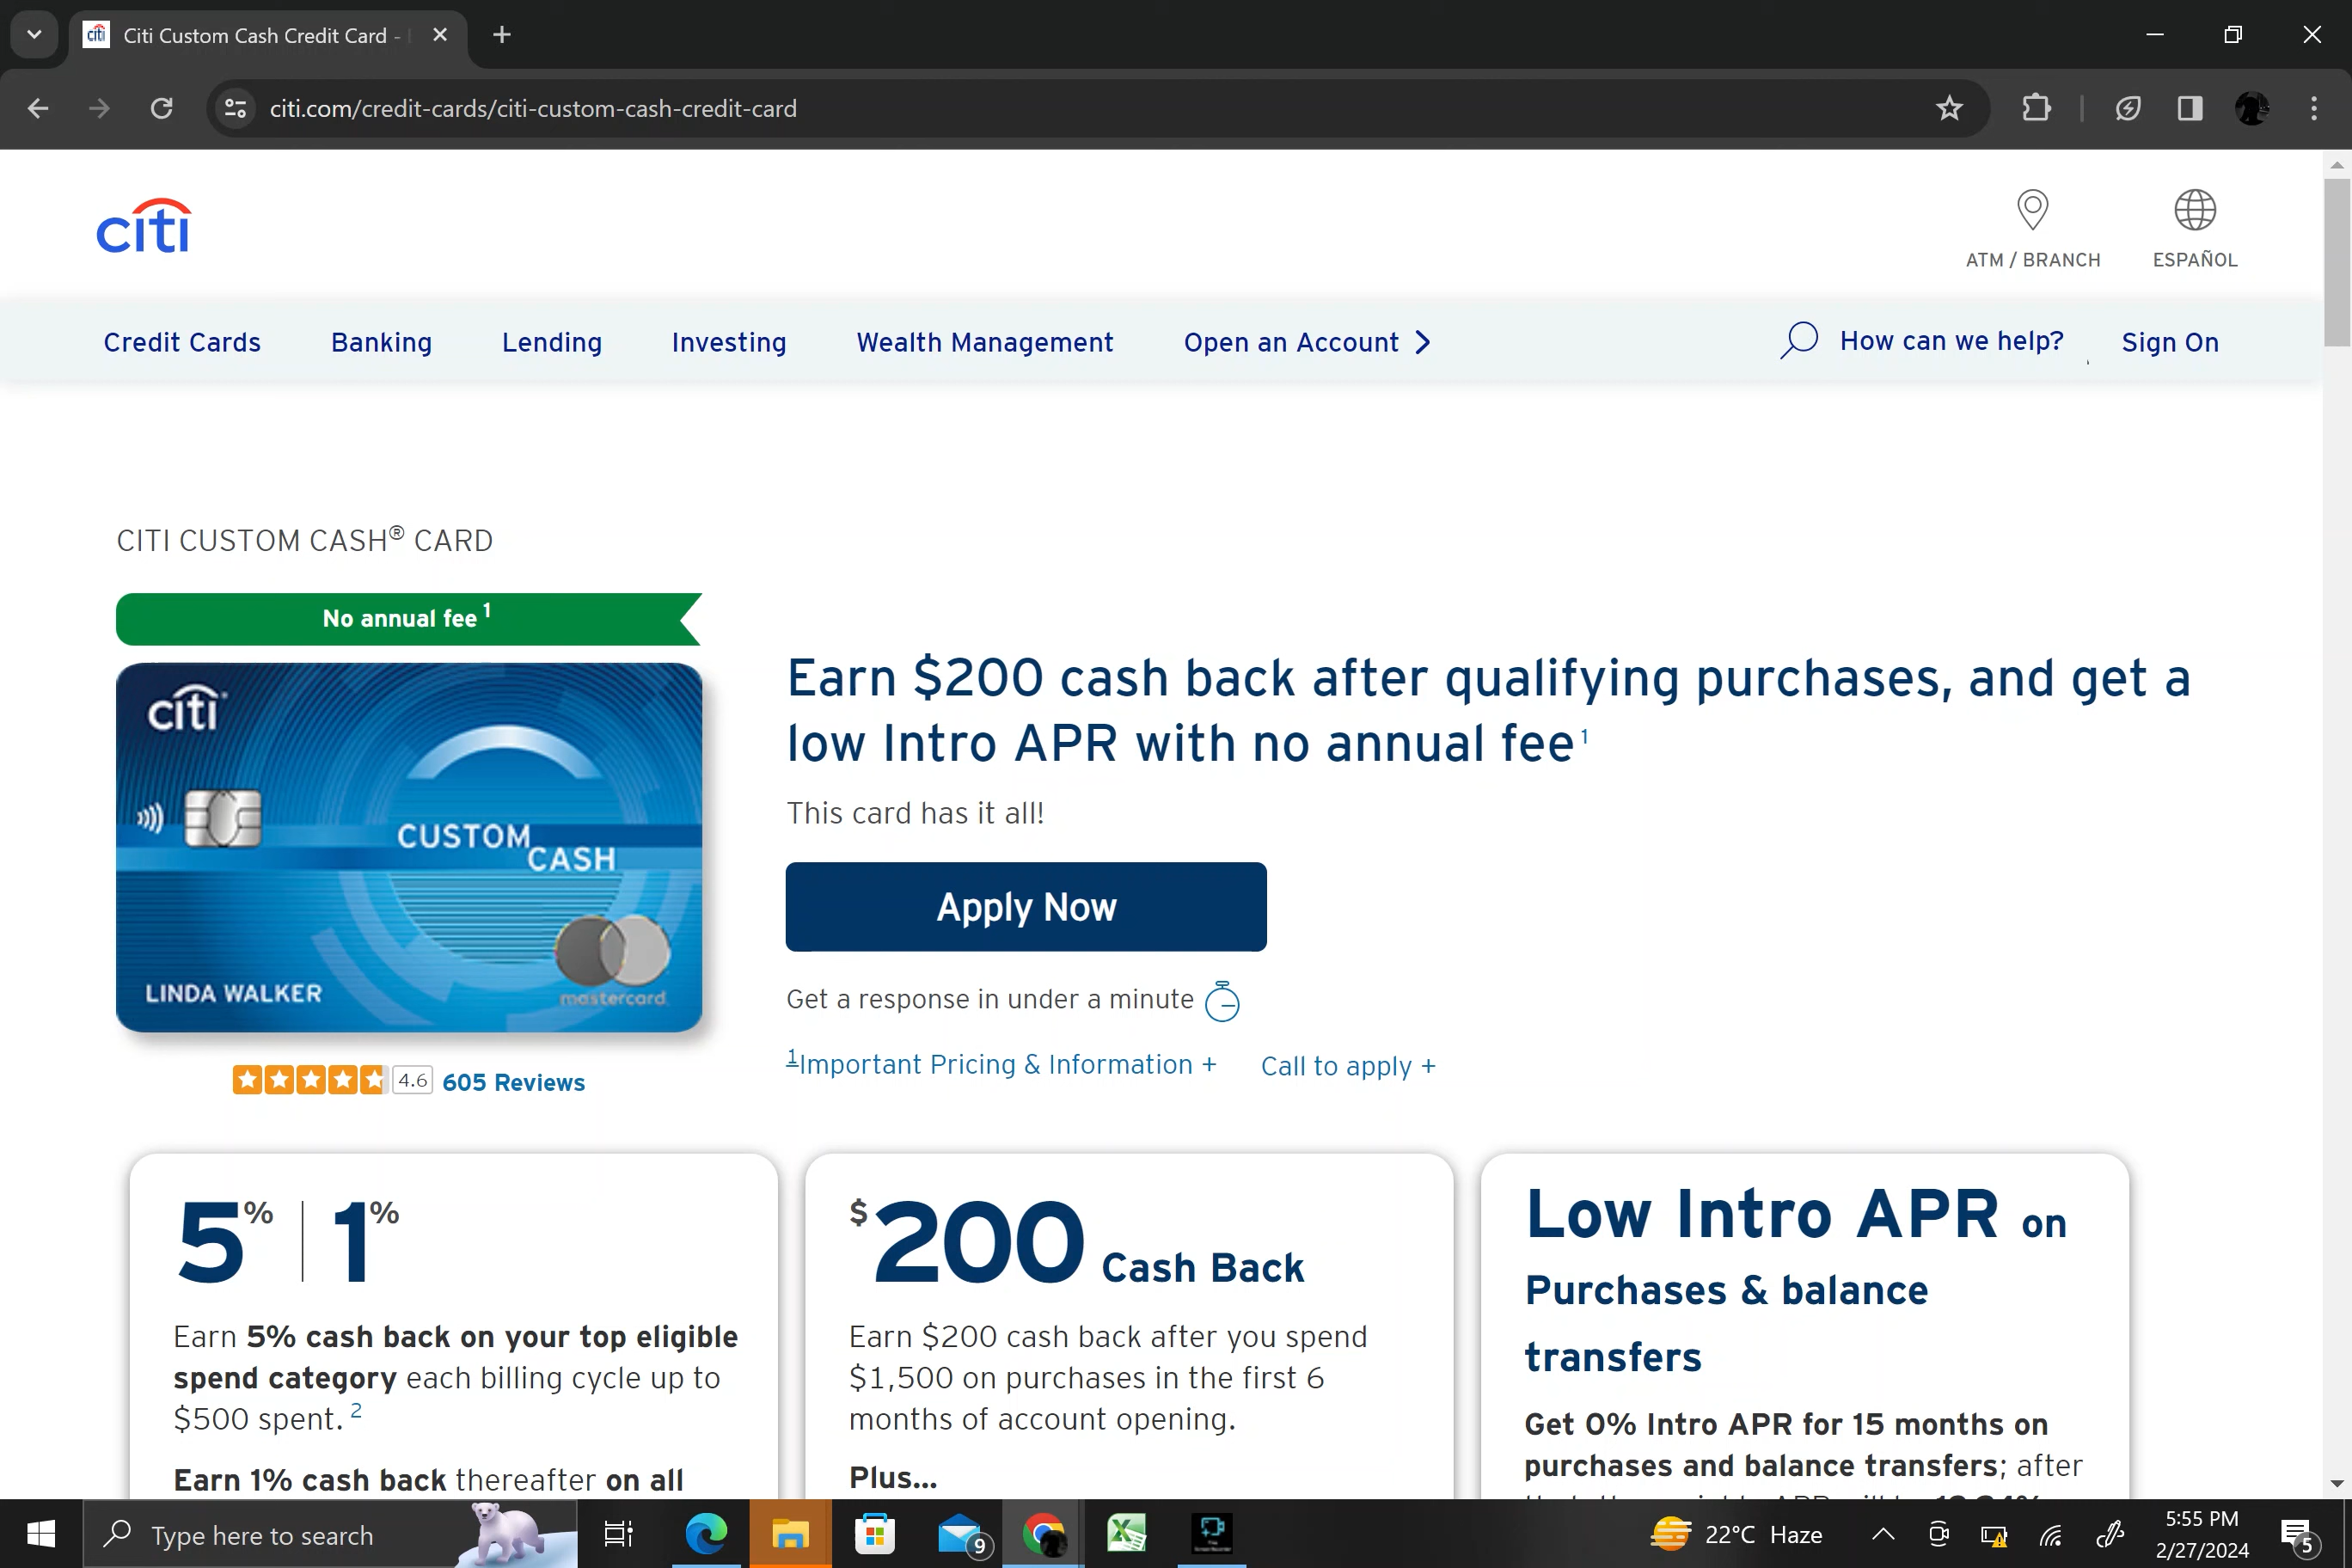 citi Citi Custom Cash Credit Card -
citi.com/credit-cards/citi-custom-cash-credit-card
citi
ATM / BRANCH
ESPAÑOL
Credit Cards
Banking
Lending
Investing
Wealth Management
Open an Account
How can we help?
Sign On
CITI CUSTOM CASH® CARD
No annual fee 1
citi
CUSTOM
CASH
LINDA WALKER
mastercard
4.6 605 Reviews
Earn $200 cash back after qualifying purchases, and get a
low Intro APR with no annual fee 1
This card has it all!
Apply Now
Get a response in under a minute
1Important Pricing & Information +
Call to apply +
5% 1%
Earn 5% cash back on your top eligible
spend category each billing cycle up to
$500 spent. 2
Earn 1% cash back thereafter on all
$200 Cash Back
Earn $200 cash back after you spend
$1,500 on purchases in the first 6
months of account opening.
Plus...
Low Intro APR on
Purchases & balance
transfers
Get 0% Intro APR for 15 months on
purchases and balance transfers; after
Type here to search
9
22°C Haze
5:55 PM
2/27/2024
5